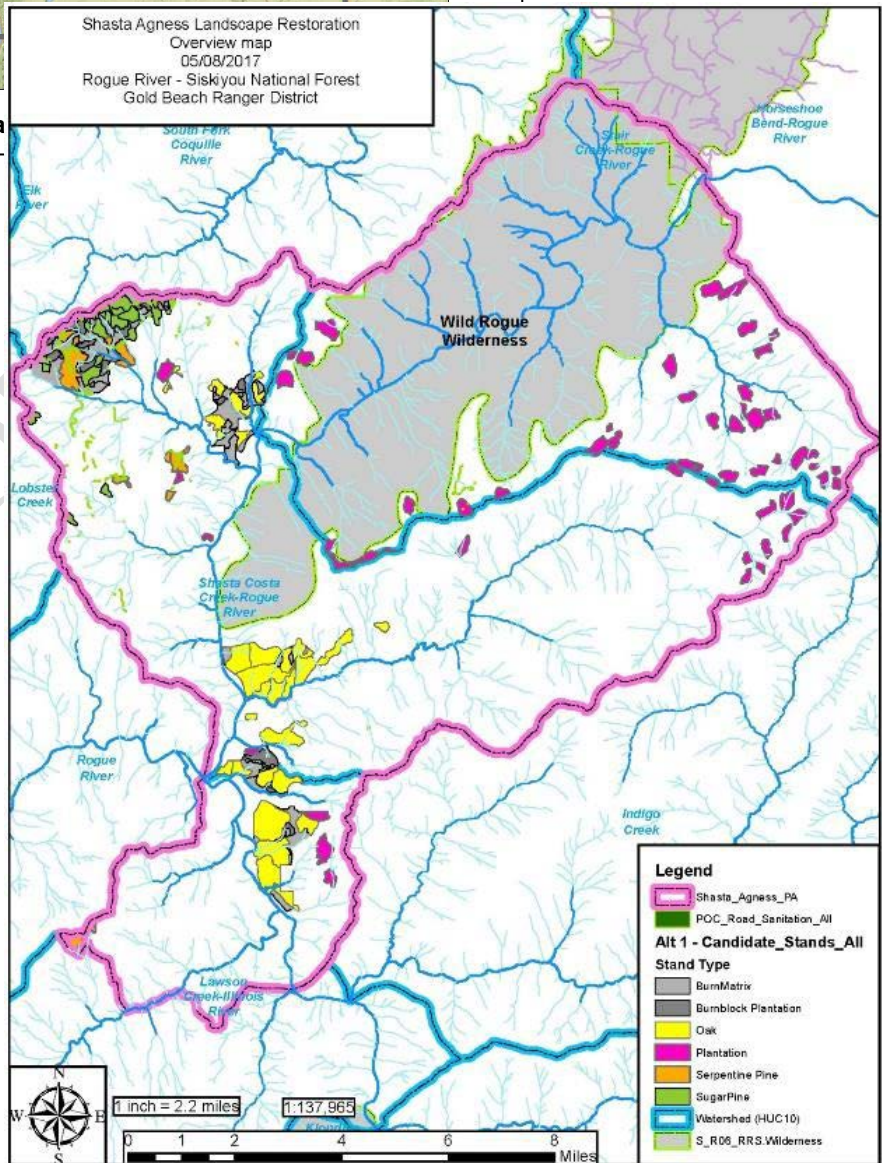 Shasta Agness Landscape Restoration
Overview map
05/08/2017
Rogue River - Siskiyou National Forest
Gold Beach Ranger District
a
South Fork
Coquille
River
Elk
River
Stair
Creek-Rogue
River
Horseshoe
Bend-Rogue
River
Wild Rogue
Wilderness
Lobster
Creek
Shasta Costa
Creek-Rogue
River
Rogue
River
Indigo
Creek
Lawson
Creek-Illinois
River
Legend
Shasta_Agness_PA
POC_Road_Sanitation_All
Alt 1 - Candidate_Stands_All
Stand Type
BurnMatrix
Burnblock Plantation
Oak
Plantation
Serpentine Pine
SugarPine
Watershed (HUC10)
S_R06_RRS.Wilderness
N
W E
S
1 inch = 2.2 miles
1:137,965
0 1 2 4 6 8
Miles